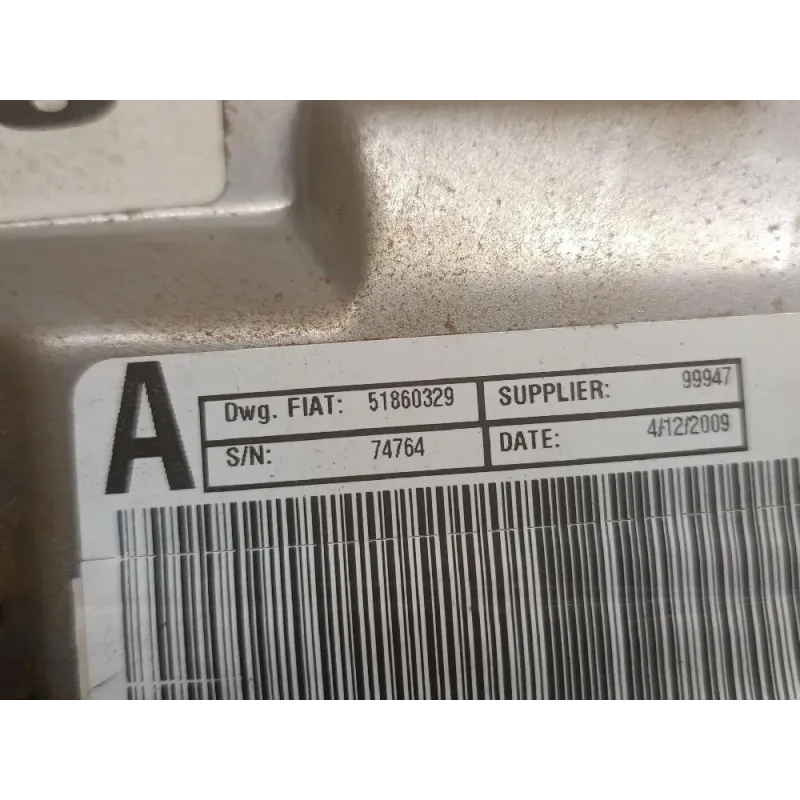 A
Dwg. FIAT: 51860329 SUPPLIER: 99947
S/N: 74764 DATE: 4/12/2009